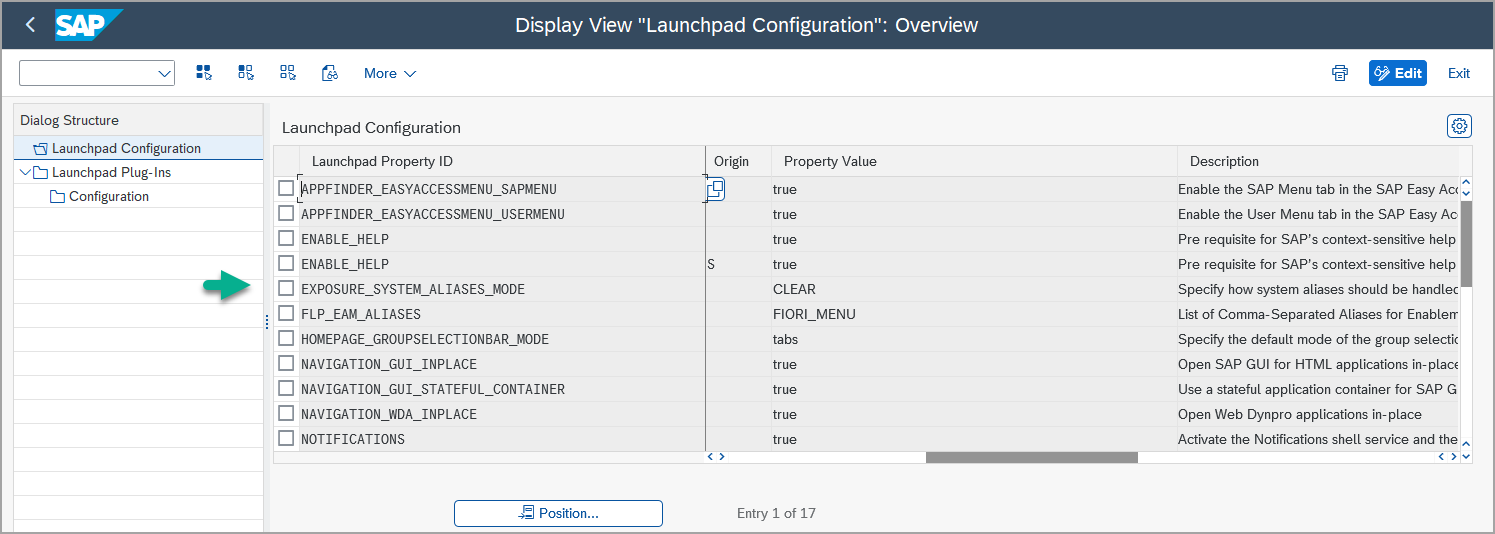 SAP Display View "Launchpad Configuration": Overview
More Edit Exit
Dialog Structure
Launchpad Configuration
Launchpad Plug-Ins
Configuration
Launchpad Configuration
Launchpad Property ID Origin Property Value Description
APPFINDER_EASYACCESSMENU_SAPMENU true Enable the SAP Menu tab in the SAP Easy Acc
APPFINDER_EASYACCESSMENU_USERMENU true Enable the User Menu tab in the SAP Easy Ac
ENABLE_HELP true Pre requisite for SAP's context-sensitive help
ENABLE_HELP S true Pre requisite for SAP's context-sensitive help
EXPOSURE_SYSTEM_ALIASES_MODE CLEAR Specify how system aliases should be handled
FLP_EAM_ALIASES FIORI_MENU List of Comma-Separated Aliases for Enablem
HOMEPAGE_GROUPSELECTIONBAR_MODE tabs Specify the default mode of the group selectio
NAVIGATION_GUI_INPLACE true Open SAP GUI for HTML applications in-place
NAVIGATION_GUI_STATEFUL_CONTAINER true Use a stateful application container for SAP G
NAVIGATION_WDA_INPLACE true Open Web Dynpro applications in-place
NOTIFICATIONS true Activate the Notifications shell service and the
Position... Entry 1 of 17